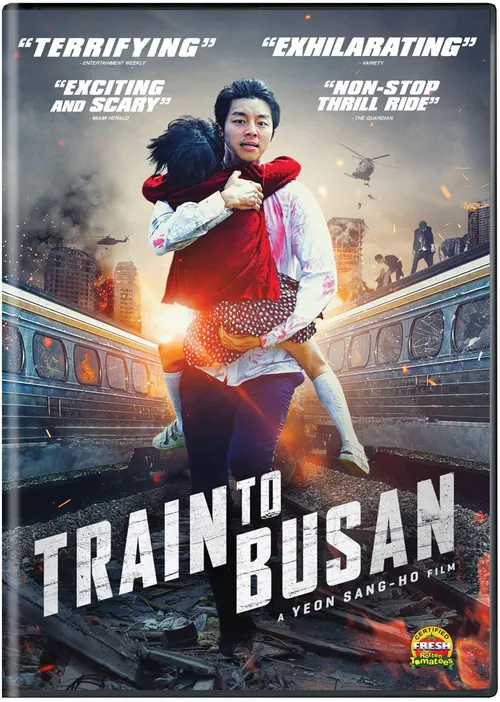 “TERRIFYING”
- ENTERTAINMENT WEEKLY
“EXHILARATING”
- VARIETY
“EXCITING
AND SCARY”
- MIAMI HERALD
“NON-STOP
THRILL RIDE”
- THE GUARDIAN
TRAIN TO
BUSAN
A YEON SANG-HO FILM
CERTIFIED
FRESH
Rotten
Tomatoes